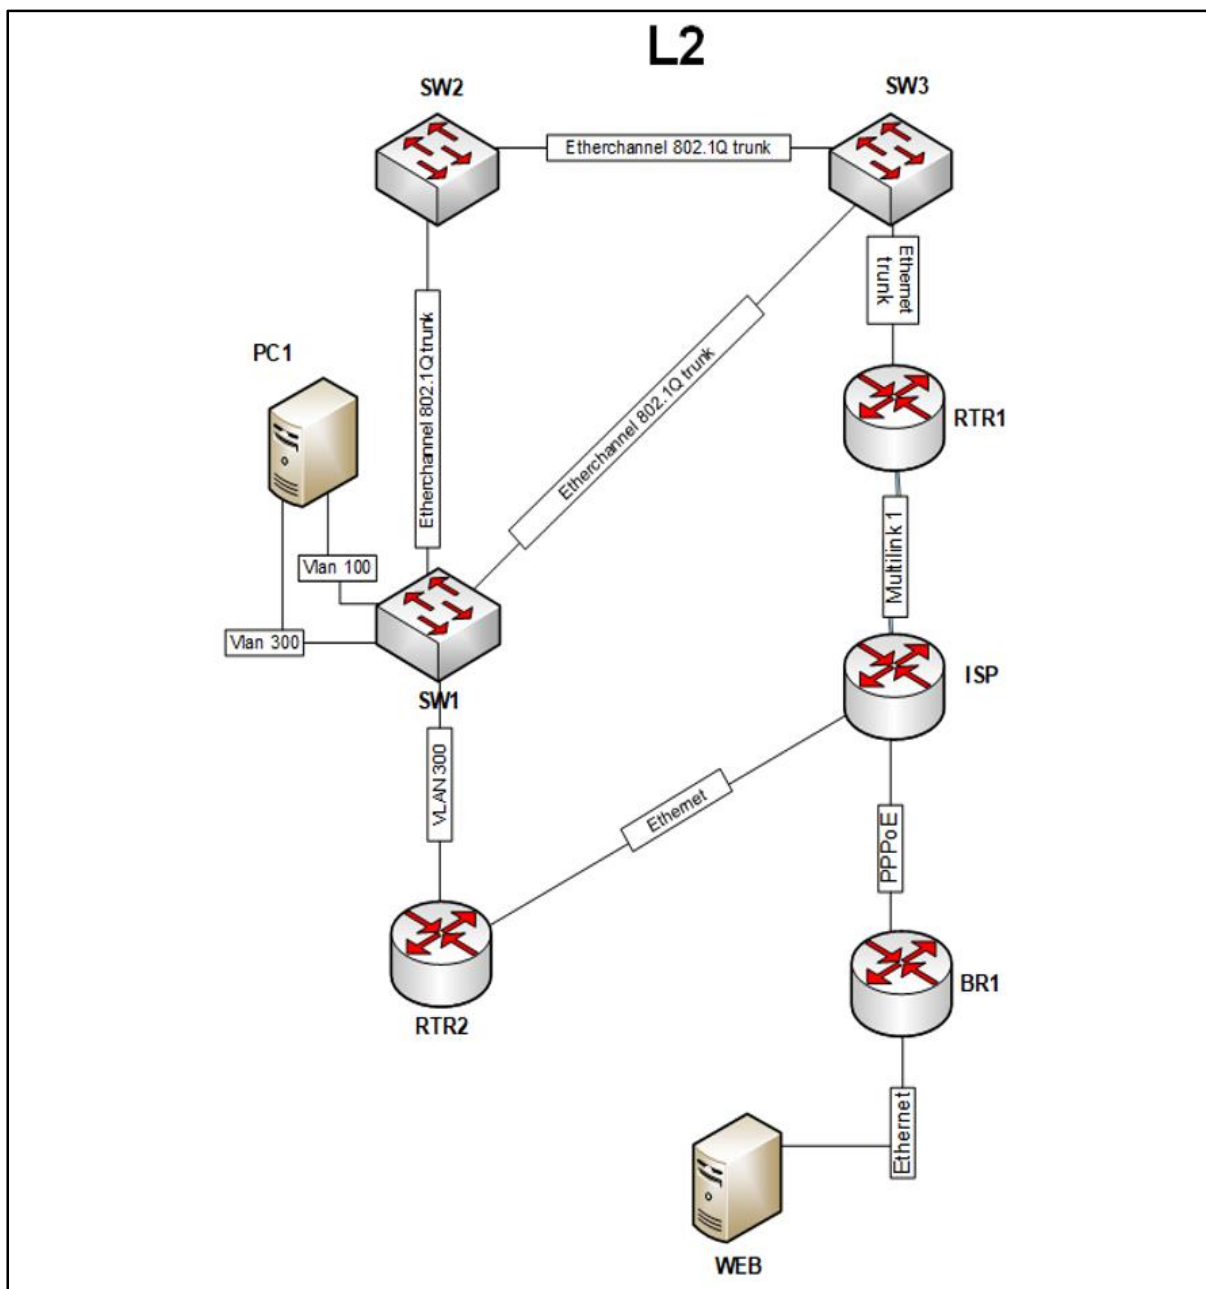 L2
SW2
SW3
Etherchannel 802.1Q trunk
Ethernet
trunk
Etherchannel 802.1Q trunk
Etherchannel 802.1Q trunk
PC1
RTR1
Multilink 1
Vlan 100
Vlan 300
SW1
ISP
VLAN 300
Ethernet
PPPoE
RTR2
BR1
Ethernet
WEB